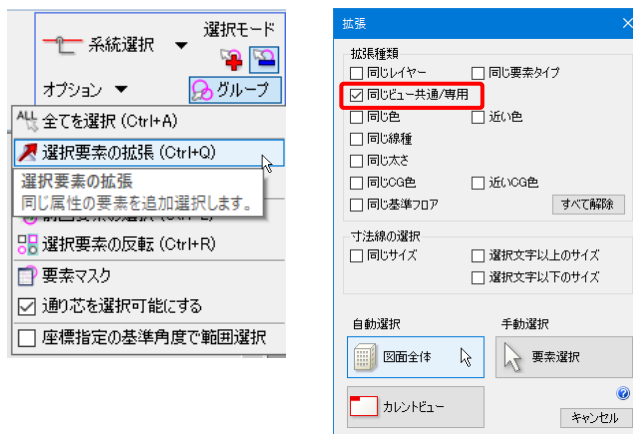 選択モード
系統選択
オプション
グループ
ALL 全てを選択 (Ctrl+A)
選択要素の拡張 (Ctrl+Q)
選択要素の拡張
同じ属性の要素を追加選択します。
選択要素の反転 (Ctrl+R)
要素マスク
通り芯を選択可能にする
座標指定の基準角度で範囲選択
拡張
拡張種類
同じレイヤー 同じ要素タイプ
同じビュー共通/専用
同じ色 近い色
同じ線種
同じ太さ
同じCG色 近いCG色
同じ基準フロア すべて解除
寸法線の選択
同じサイズ 選択文字以上のサイズ
選択文字以下のサイズ
自動選択 手動選択
図面全体 要素選択
カレントビュー
キャンセル